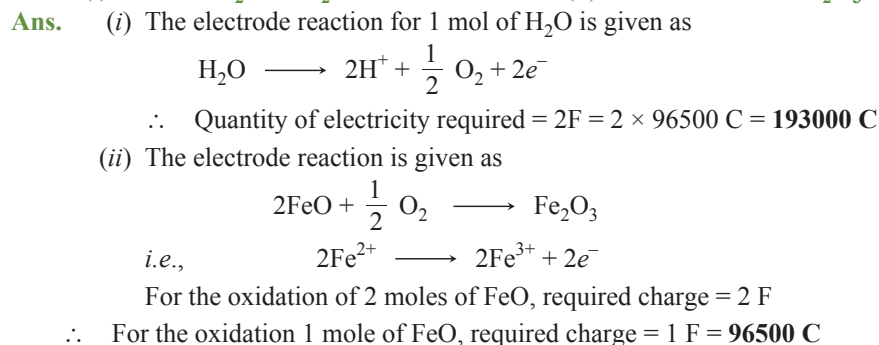 Ans. (i) The electrode reaction for 1 mol of H₂O is given as
H₂O ⟶ 2H⁺ + 1/2 O₂ + 2e⁻
∴ Quantity of electricity required = 2F = 2 × 96500 C = 193000 C
(ii) The electrode reaction is given as
2FeO + 1/2 O₂ ⟶ Fe₂O₃
i.e., 2Fe²⁺ ⟶ 2Fe³⁺ + 2e⁻
For the oxidation of 2 moles of FeO, required charge = 2 F
∴ For the oxidation 1 mole of FeO, required charge = 1 F = 96500 C